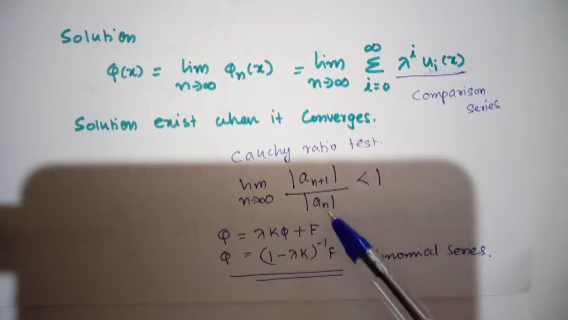 Solution
φ(x) = lim n→∞ φn(x) = lim n→∞ ∞ Σ i=0 λ^i ui(x)
Comparison series
Solution exist when it converges.
Cauchy ratio test.
lim n→∞ |an+1| / |an| < 1
φ = λKφ + F
φ = (1-λK)^-1 F
series.